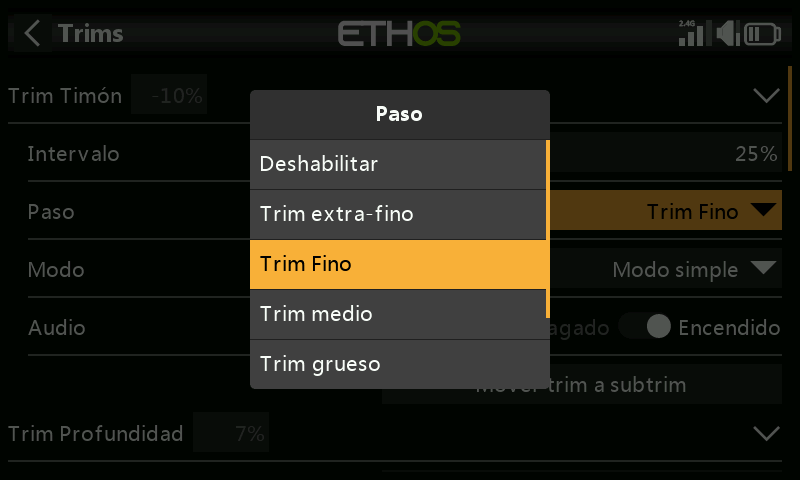 Trims
ETHOS
2.4G
Trim Timón -10%
Paso
Intervalo 25%
Deshabilitar
Trim extra-fino
Paso Trim Fino
Trim Fino
Modo Modo simple
Trim medio
Audio agado Encendido
Trim grueso
Mover trim a subtrim
Trim Profundidad 7%